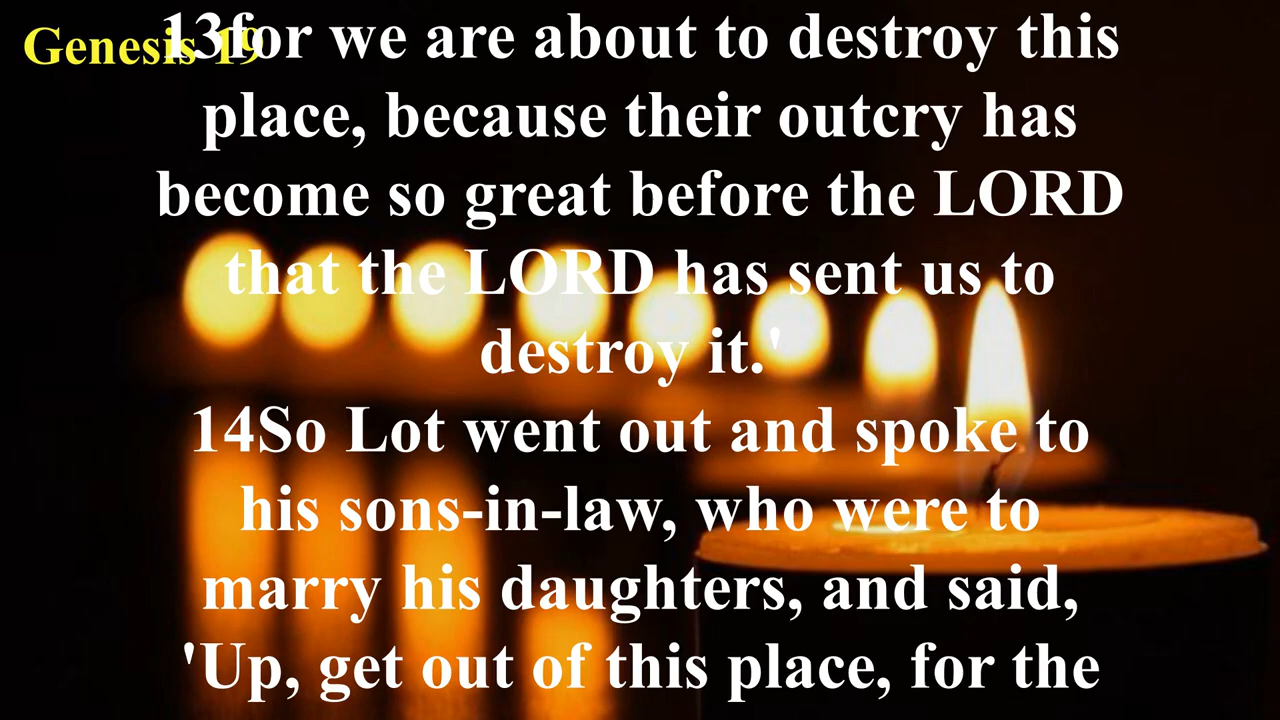 Genesis 19
13for we are about to destroy this
place, because their outcry has
become so great before the LORD
that the LORD has sent us to
destroy it.'
14So Lot went out and spoke to
his sons-in-law, who were to
marry his daughters, and said,
'Up, get out of this place, for the